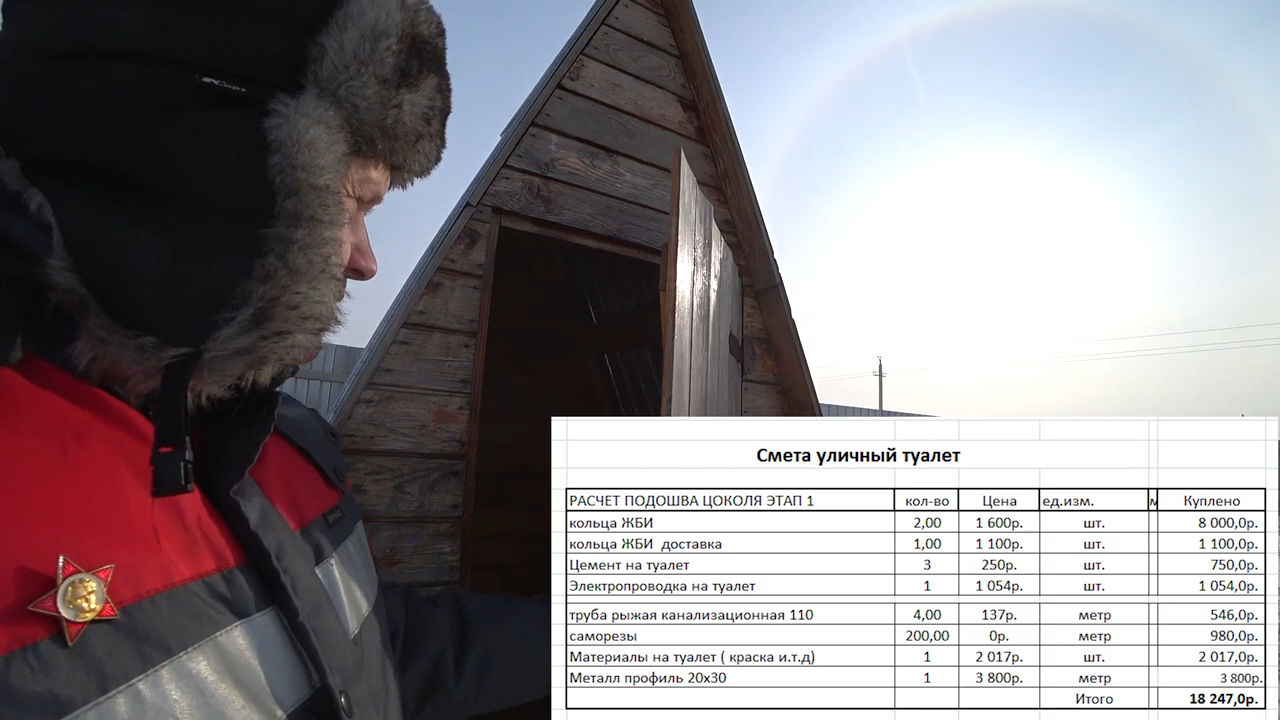 Смета уличный туалет
РАСЧЕТ ПОДОШВА ЦОКОЛЯ ЭТАП 1 кол-во Цена ед.изм. м Куплено
кольца ЖБИ 2,00 1 600р. шт. 8 000,0р.
кольца ЖБИ доставка 1,00 1 100р. шт. 1 100,0р.
Цемент на туалет 3 250р. шт. 750,0р.
Электропроводка на туалет 1 1 054р. шт. 1 054,0р.
труба рыжая канализационная 110 4,00 137р. метр 546,0р.
саморезы 200,00 0р. метр 980,0р.
Материалы на туалет ( краска и.т.д) 1 2 017р. шт. 2 017,0р.
Металл профиль 20х30 1 3 800р. метр 3 800р.
Итого 18 247,0р.